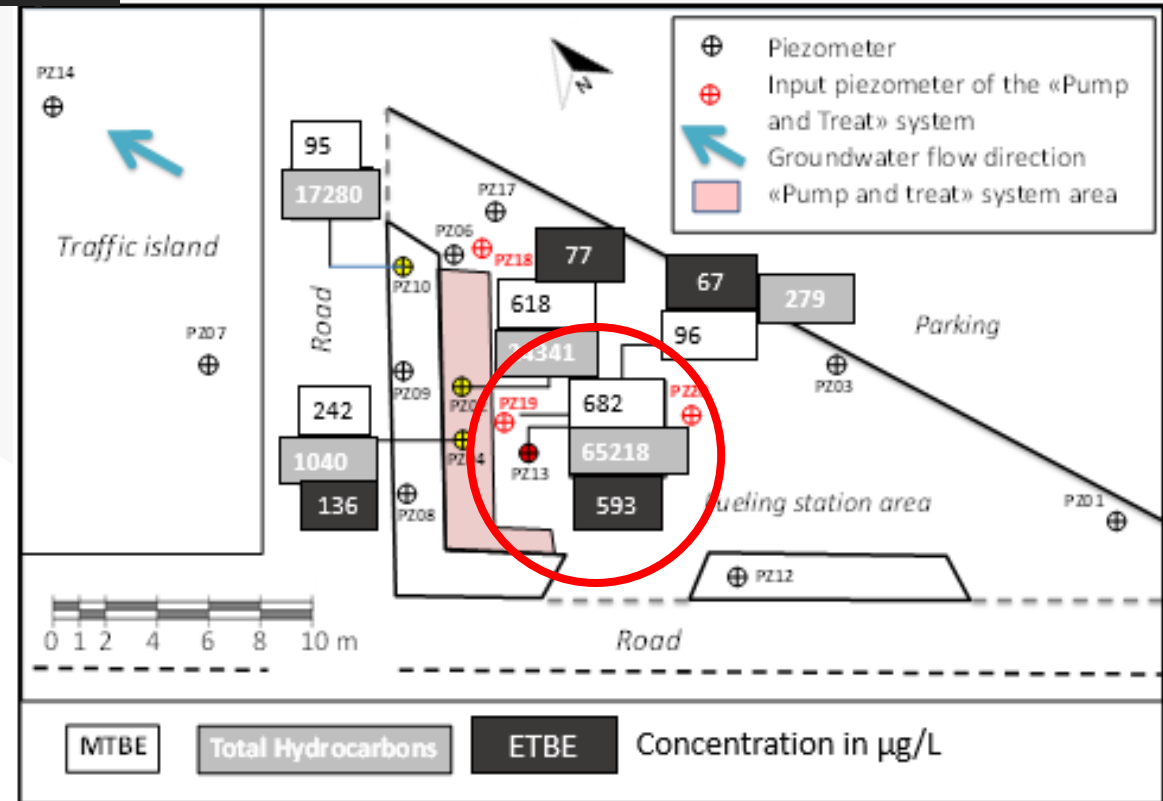 PZ14
Piezometer
Input piezometer of the «Pump
and Treat» system
Groundwater flow direction
«Pump and treat» system area
N
95
17280
PZ17
PZ06
PZ18
77
Traffic island
PZ10
67
279
618
Road
96
Parking
PZ07
PZ03
PZ09
682
PZ19
242
65218
PZ13
1040
593
136
PZ08
station area
PZ01
PZ12
0 1 2 4 6 8 10 m
Road
MTBE
Total Hydrocarbons
ETBE
Concentration in µg/L